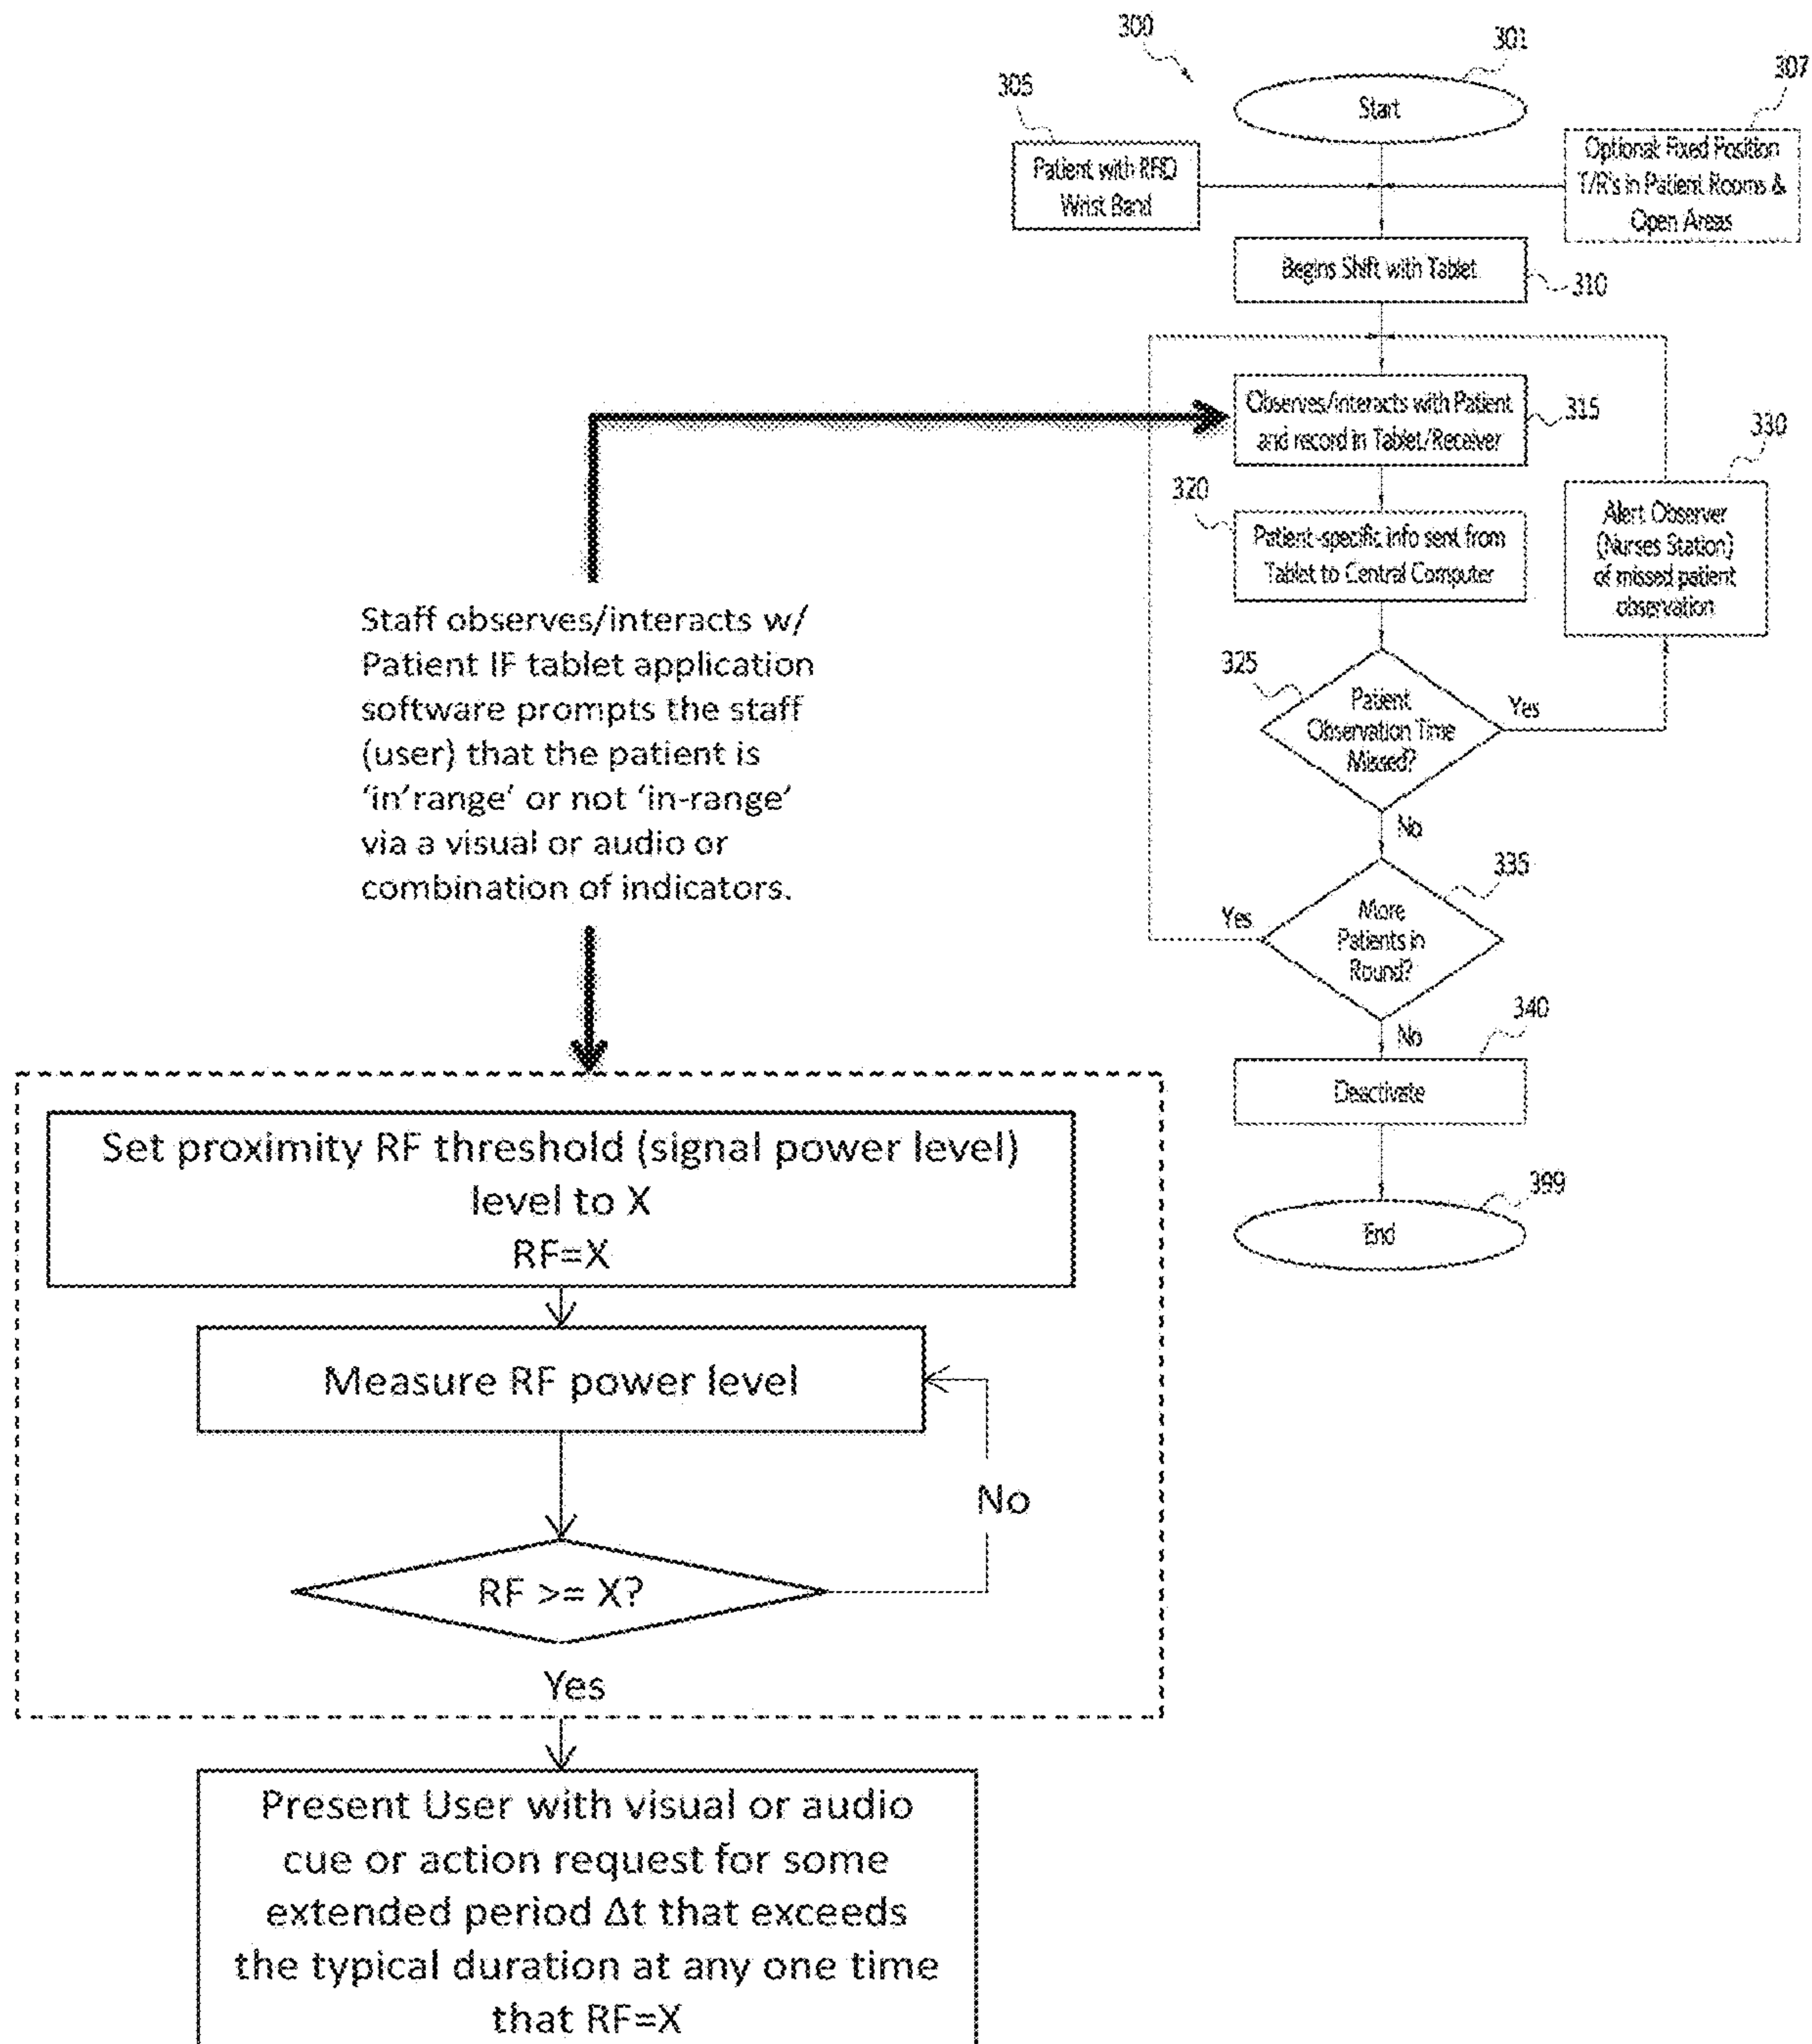 300
301
Start
305
Patient with RFID
Wrist Band
307
Optional: Fixed Position
T/R's in Patient Rooms &
Open Areas
Begins Shift with Tablet
310
Observes/interacts with Patient
and record in Tablet/Receiver
315
320
Patient-specific info sent from
Tablet to Central Computer
330
Alert Observer
(Nurses Station)
of missed patient
observation
325
Patient
Observation Time
Missed?
Yes
No
335
More
Patients in
Round?
Yes
No
340
Deactivate
399
End
Staff observes/interacts w/
Patient IF tablet application
software prompts the staff
(user) that the patient is
‘in’range’ or not ‘in-range’
via a visual or audio or
combination of indicators.
Set proximity RF threshold (signal power level)
level to X
RF=X
Measure RF power level
No
RF >= X?
Yes
Present User with visual or audio
cue or action request for some
extended period Δt that exceeds
the typical duration at any one time
that RF=X